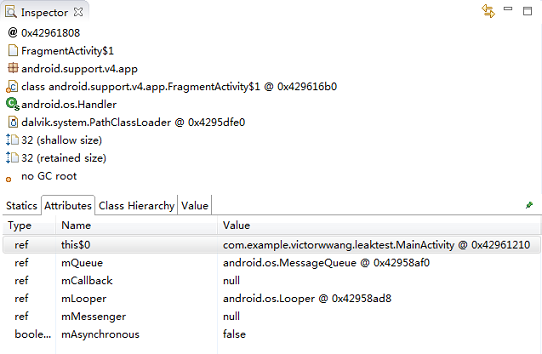 Inspector
@ 0x42961808
FragmentActivity$1
android.support.v4.app
class android.support.v4.app.FragmentActivity$1 @ 0x429616b0
android.os.Handler
dalvik.system.PathClassLoader @ 0x4295dfe0
32 (shallow size)
32 (retained size)
no GC root
Statics Attributes Class Hierarchy Value
Type Name Value
ref this$0 com.example.victorwwang.leaktest.MainActivity @ 0x42961210
ref mQueue android.os.MessageQueue @ 0x42958af0
ref mCallback null
ref mLooper android.os.Looper @ 0x42958ad8
ref mMessenger null
boole... mAsynchronous false